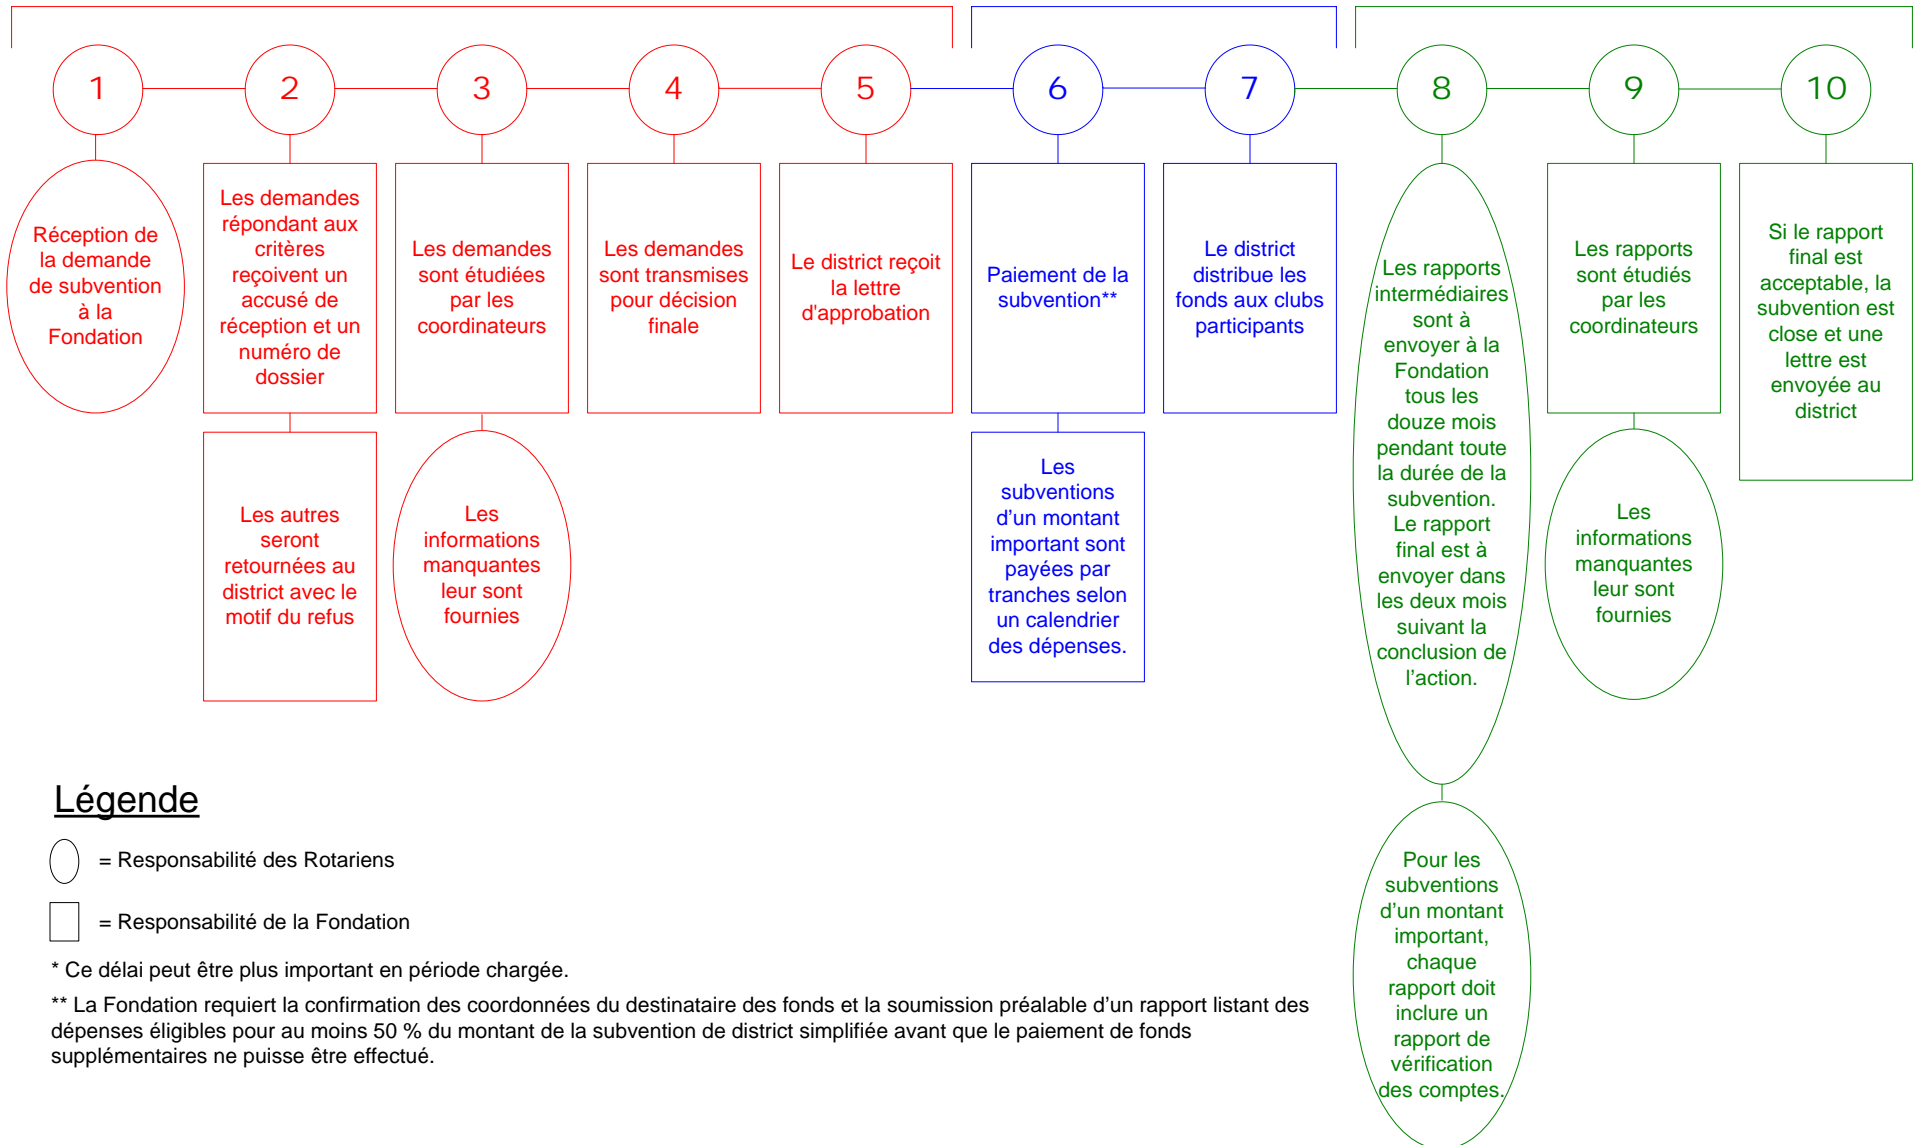 1
2
3
4
5
6
7
8
9
10
Réception de
la demande
de subvention
à la
Fondation
Les demandes
répondant aux
critères
reçoivent un
accusé de
réception et un
numéro de
dossier
Les autres
seront
retournées au
district avec le
motif du refus
Les demandes
sont étudiées
par les
coordinateurs
Les
informations
manquantes
leur sont
fournies
Les demandes
sont transmises
pour décision
finale
Le district reçoit
la lettre
d'approbation
Paiement de la
subvention**
Les
subventions
d’un montant
important sont
payées par
tranches selon
un calendrier
des dépenses.
Le district
distribue les
fonds aux clubs
participants
Les rapports
intermédiaires
sont à
envoyer à la
Fondation
tous les
douze mois
pendant toute
la durée de la
subvention.
Le rapport
final est à
envoyer dans
les deux mois
suivant la
conclusion de
l’action.
Pour les
subventions
d’un montant
important,
chaque
rapport doit
inclure un
rapport de
vérification
des comptes.
Les rapports
sont étudiés
par les
coordinateurs
Les
informations
manquantes
leur sont
fournies
Si le rapport
final est
acceptable, la
subvention est
close et une
lettre est
envoyée au
district
Légende
= Responsabilité des Rotariens
= Responsabilité de la Fondation
* Ce délai peut être plus important en période chargée.
** La Fondation requiert la confirmation des coordonnées du destinataire des fonds et la soumission préalable d’un rapport listant des
dépenses éligibles pour au moins 50 % du montant de la subvention de district simplifiée avant que le paiement de fonds
supplémentaires ne puisse être effectué.